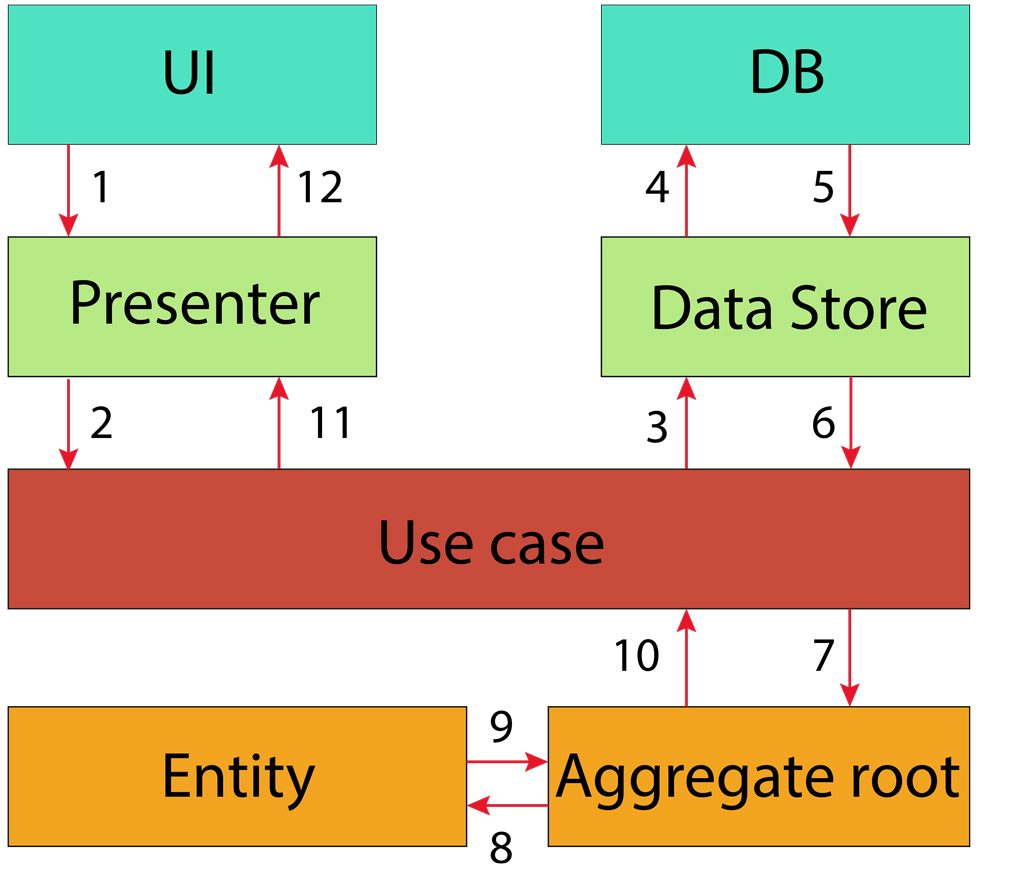 UI
DB
1
12
4
5
Presenter
Data Store
2
11
3
6
Use case
10
7
9
Entity
Aggregate root
8